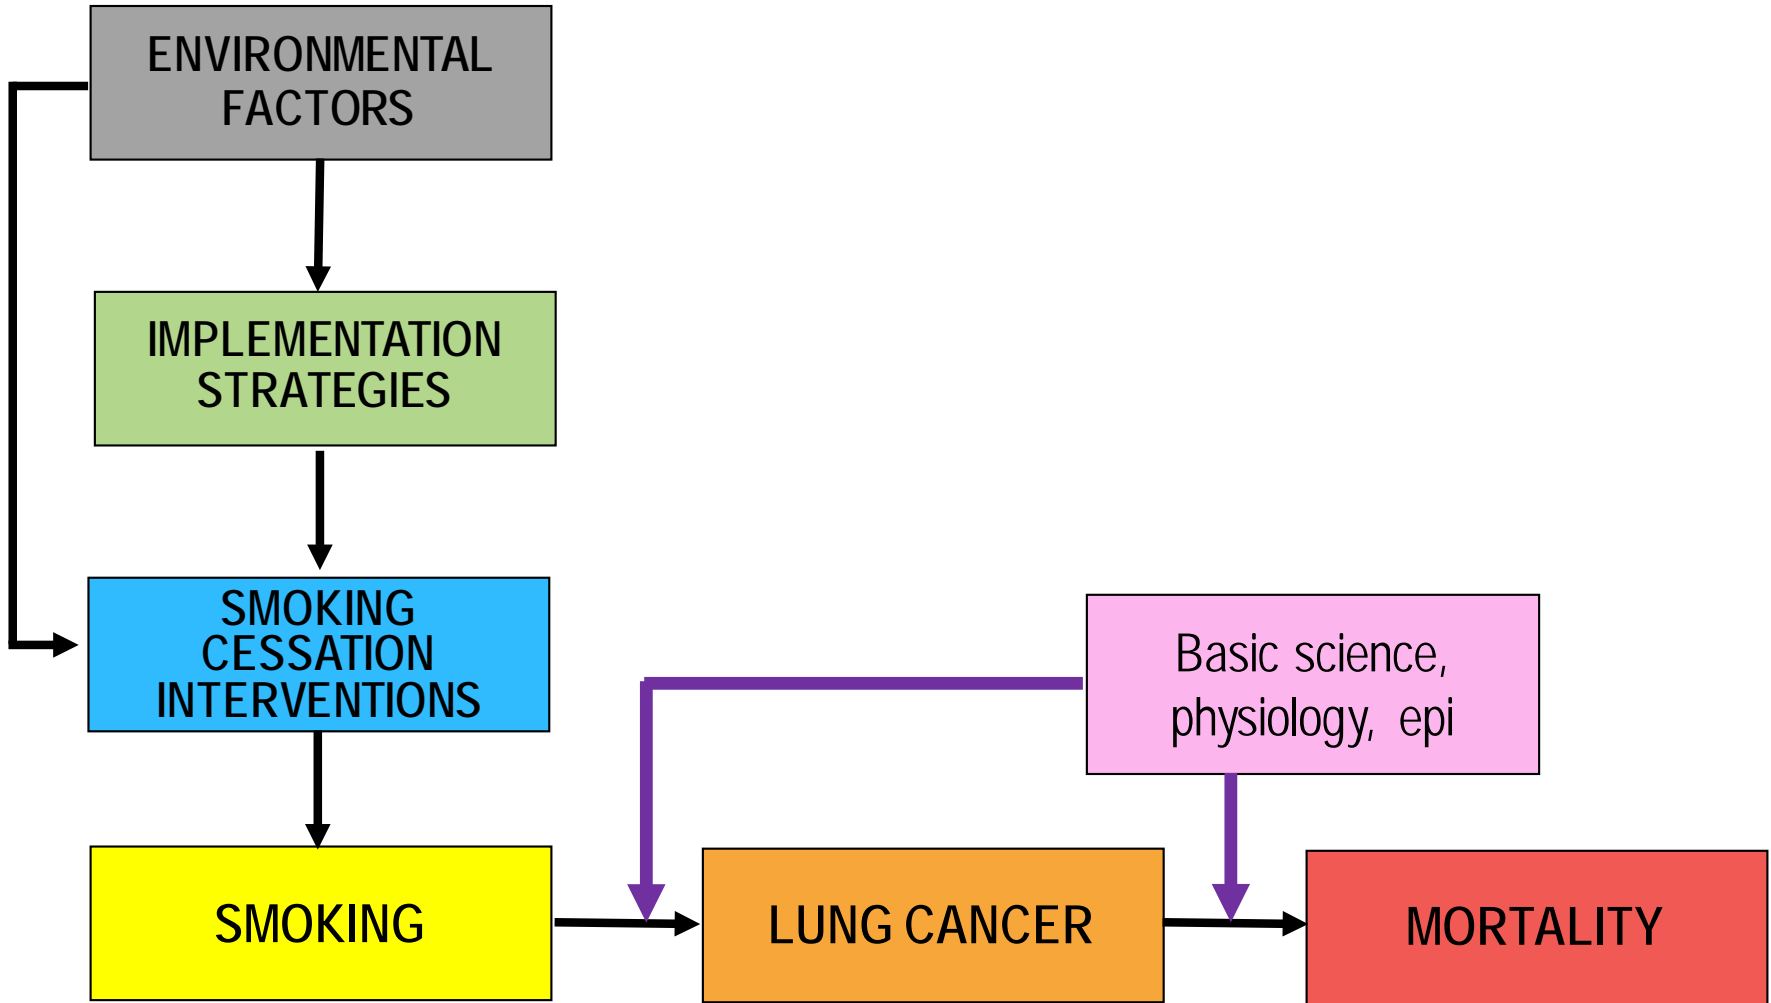 ENVIRONMENTAL
FACTORS
IMPLEMENTATION
STRATEGIES
SMOKING
CESSATION
INTERVENTIONS
Basic science,
physiology, epi
SMOKING
LUNG CANCER
MORTALITY